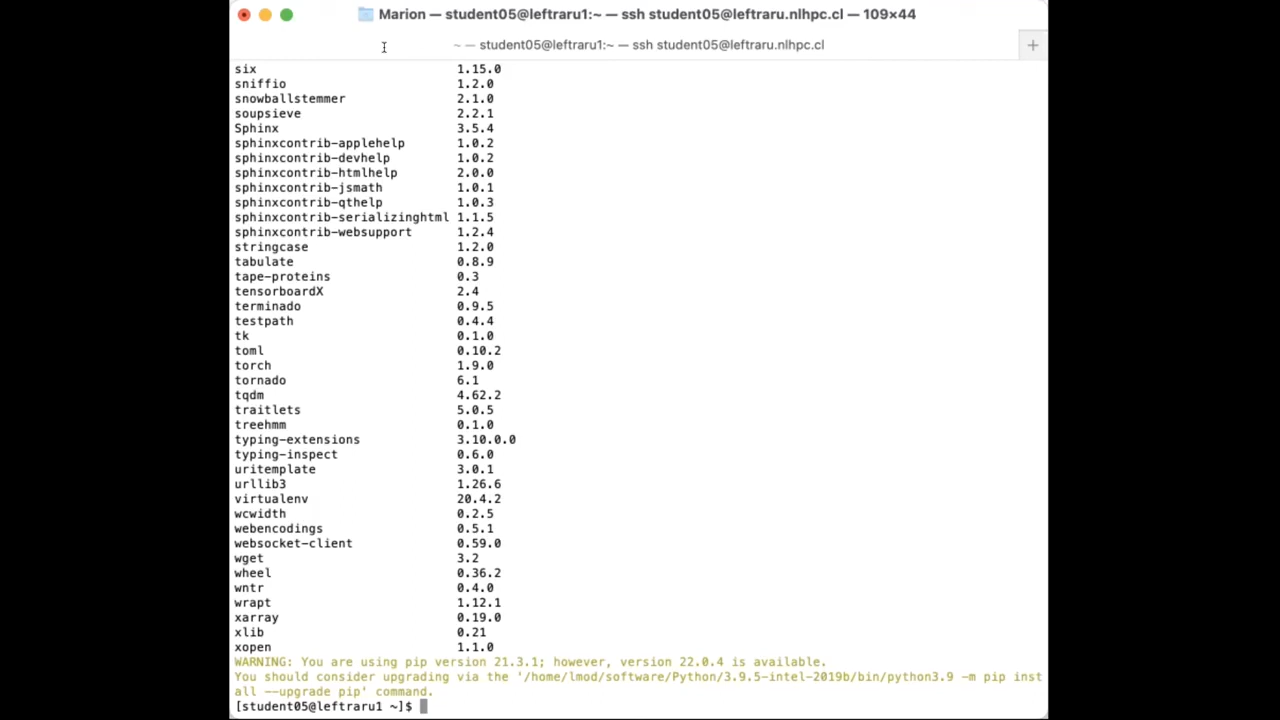 Marion — student05@leftraru1:~ — ssh student05@leftraru.nlhpc.cl — 109×44
~ — student05@leftraru1:~ — ssh student05@leftraru.nlhpc.cl +
six 1.15.0
sniffio 1.2.0
snowballstemmer 2.1.0
soupsieve 2.2.1
Sphinx 3.5.4
sphinxcontrib-applehelp 1.0.2
sphinxcontrib-devhelp 1.0.2
sphinxcontrib-htmlhelp 2.0.0
sphinxcontrib-jsmath 1.0.1
sphinxcontrib-qthelp 1.0.3
sphinxcontrib-serializinghtml 1.1.5
sphinxcontrib-websupport 1.2.4
stringcase 1.2.0
tabulate 0.8.9
tape-proteins 0.3
tensorboardX 2.4
terminado 0.9.5
testpath 0.4.4
tk 0.1.0
toml 0.10.2
torch 1.9.0
tornado 6.1
tqdm 4.62.2
traitlets 5.0.5
treehmm 0.1.0
typing-extensions 3.10.0.0
typing-inspect 0.6.0
uritemplate 3.0.1
urllib3 1.26.6
virtualenv 20.4.2
wcwidth 0.2.5
webencodings 0.5.1
websocket-client 0.59.0
wget 3.2
wheel 0.36.2
wntr 0.4.0
wrapt 1.12.1
xarray 0.19.0
xlib 0.21
xopen 1.1.0
WARNING: You are using pip version 21.3.1; however, version 22.0.4 is available.
You should consider upgrading via the '/home/lmod/software/Python/3.9.5-intel-2019b/bin/python3.9 -m pip inst
all --upgrade pip' command.
[student05@leftraru1 ~]$